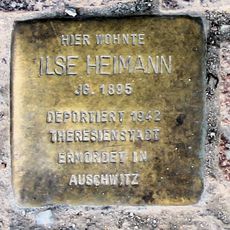 HIER WOHNTE
ILSE HEIMANN
JG. 1895
DEPORTIERT 1942
THERESIENSTADT
ERMORDET IN
AUSCHWITZ